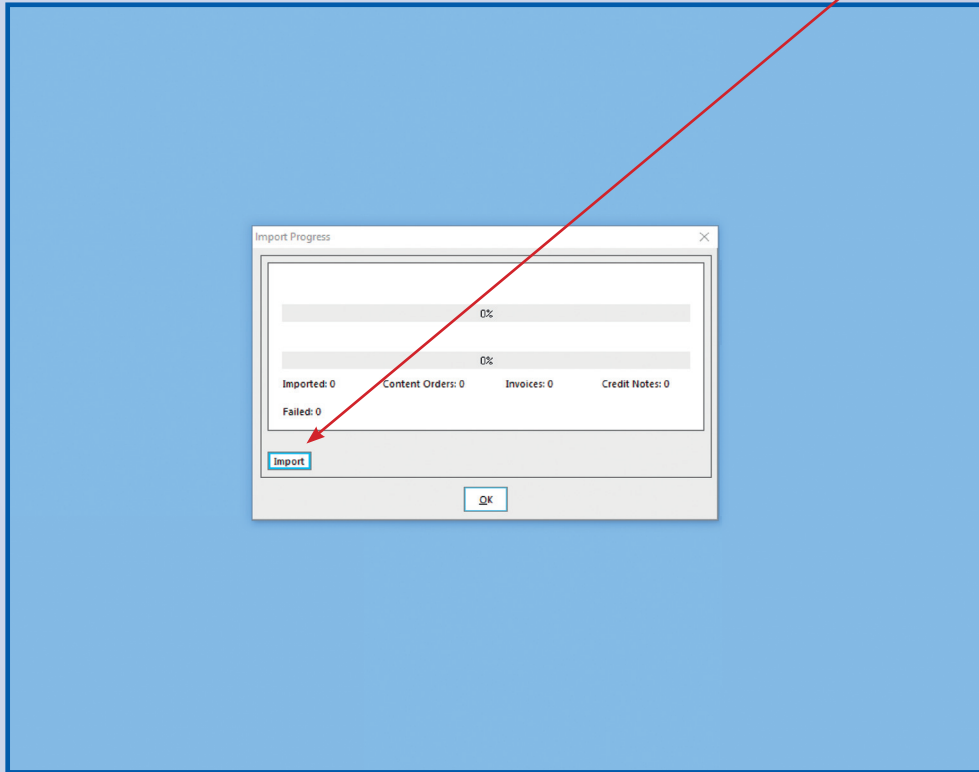 Import Progress
0%
0%
Imported: 0 Content Orders: 0 Invoices: 0 Credit Notes: 0
Failed: 0
Import
OK